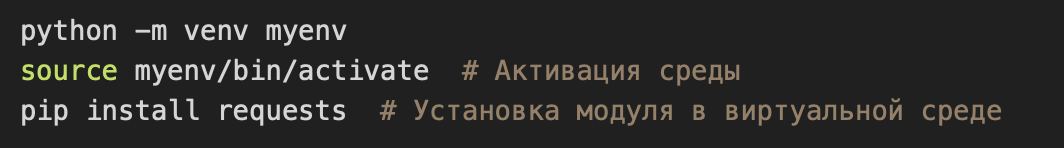 python -m venv myenv
source myenv/bin/activate  # Активация среды
pip install requests  # Установка модуля в виртуальной среде